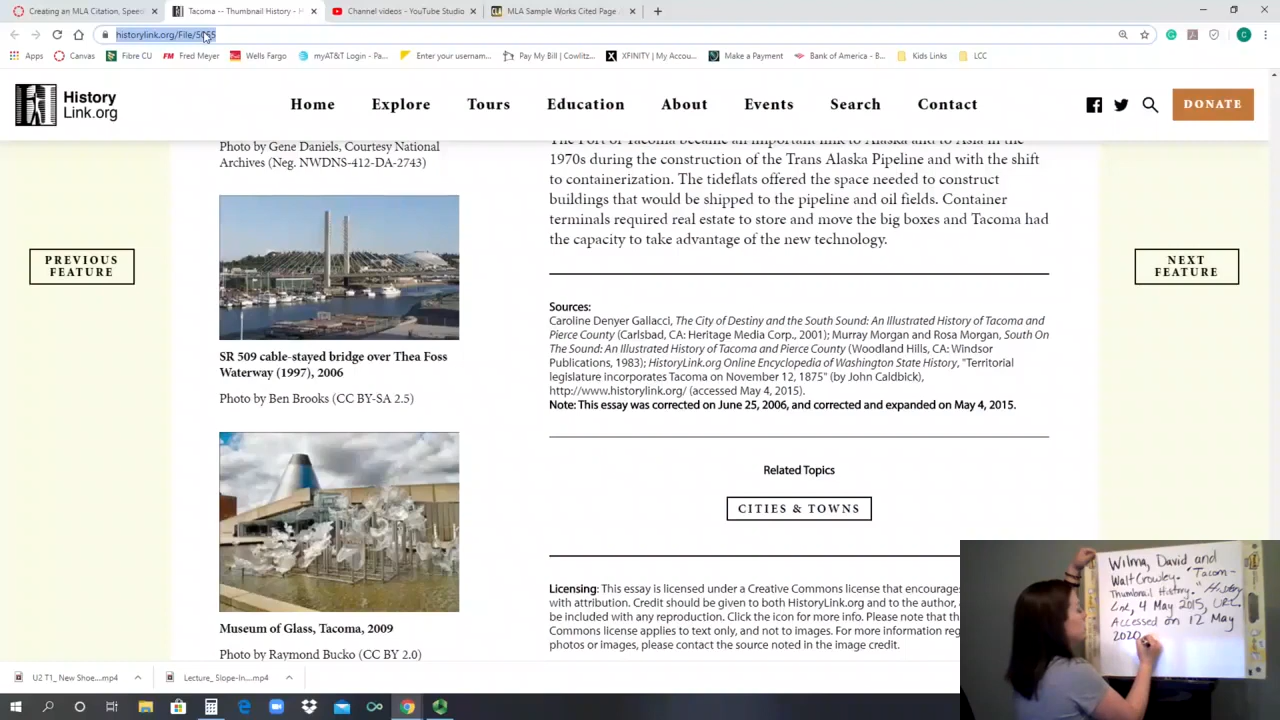 Creating an MLA Citation, Speed
Tacoma -- Thumbnail History - H
Channel videos - YouTube Studio
MLA Sample Works Cited Page
historylink.org/File/5055
Apps
Canvas
Fibre CU
Fred Meyer
Wells Fargo
myAT&T Login - Pa...
Enter your usernam...
Pay My Bill | Cowlitz...
XFINITY | My Accou...
Make a Payment
Bank of America - B...
Kids Links
LCC
History
Link.org
Home
Explore
Tours
Education
About
Events
Search
Contact
DONATE
PREVIOUS
FEATURE
NEXT
FEATURE
Photo by Gene Daniels, Courtesy National
Archives (Neg. NWDNS-412-DA-2743)
SR 509 cable-stayed bridge over Thea Foss
Waterway (1997), 2006
Photo by Ben Brooks (CC BY-SA 2.5)
Museum of Glass, Tacoma, 2009
Photo by Raymond Bucko (CC BY 2.0)
The Port of Tacoma became an important link to Alaska and to Asia in the
1970s during the construction of the Trans Alaska Pipeline and with the shift
to containerization. The tideflats offered the space needed to construct
buildings that would be shipped to the pipeline and oil fields. Container
terminals required real estate to store and move the big boxes and Tacoma had
the capacity to take advantage of the new technology.
Sources:
Caroline Denyer Gallacci, The City of Destiny and the South Sound: An Illustrated History of Tacoma and
Pierce County (Carlsbad, CA: Heritage Media Corp., 2001); Murray Morgan and Rosa Morgan, South On
The Sound: An Illustrated History of Tacoma and Pierce County (Woodland Hills, CA: Windsor
Publications, 1983); HistoryLink.org Online Encyclopedia of Washington State History, "Territorial
legislature incorporates Tacoma on November 12, 1875" (by John Caldbick),
http://www.historylink.org/ (accessed May 4, 2015).
Note: This essay was corrected on June 25, 2006, and corrected and expanded on May 4, 2015.
Related Topics
CITIES & TOWNS
Licensing: This essay is licensed under a Creative Commons license that encourages
with attribution. Credit should be given to both HistoryLink.org and to the author,
be included with any reproduction. Click the icon for more info. Please note that th
Commons license applies to text only, and not to images. For more information reg
photos or images, please contact the source noted in the image credit.
Wilma, David and
Walt Crowley. "Tacom-
Thumbnail History." History
Link, 4 May 2015, URL.
Accessed on 12 May
2020
U2 T1_ New Shoe....mp4
Lecture_ Slope-In....mp4